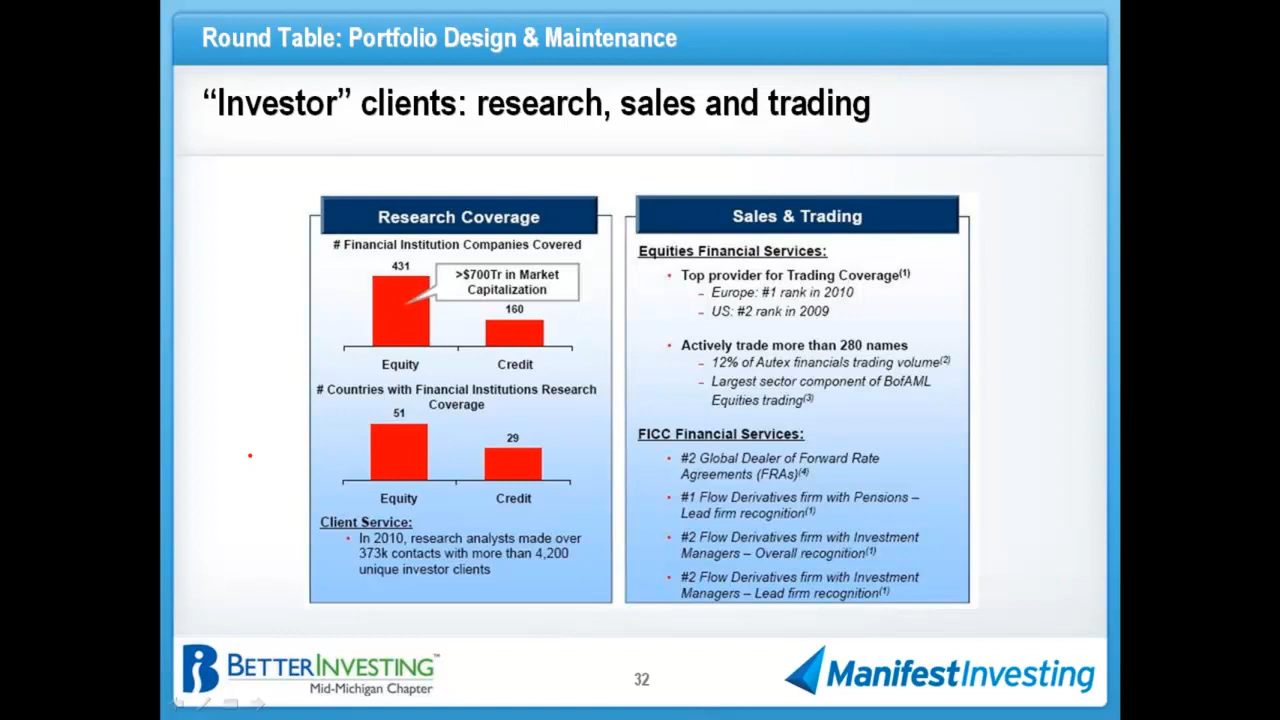 Round Table: Portfolio Design & Maintenance
“Investor” clients: research, sales and trading
Research Coverage
# Financial Institution Companies Covered
431
>$700Tr in Market
Capitalization
160
Equity
Credit
# Countries with Financial Institutions Research
Coverage
51
29
Equity
Credit
Client Service:
• In 2010, research analysts made over
373k contacts with more than 4,200
unique investor clients
Sales & Trading
Equities Financial Services:
• Top provider for Trading Coverage(1)
– Europe: #1 rank in 2010
– US: #2 rank in 2009
• Actively trade more than 280 names
– 12% of Autex financials trading volume(2)
– Largest sector component of BofAML
Equities trading(3)
FICC Financial Services:
• #2 Global Dealer of Forward Rate
Agreements (FRAs)(4)
• #1 Flow Derivatives firm with Pensions –
Lead firm recognition(1)
• #2 Flow Derivatives firm with Investment
Managers – Overall recognition(1)
• #2 Flow Derivatives firm with Investment
Managers – Lead firm recognition(1)
BETTERINVESTING™
Mid-Michigan Chapter
32
ManifestInvesting